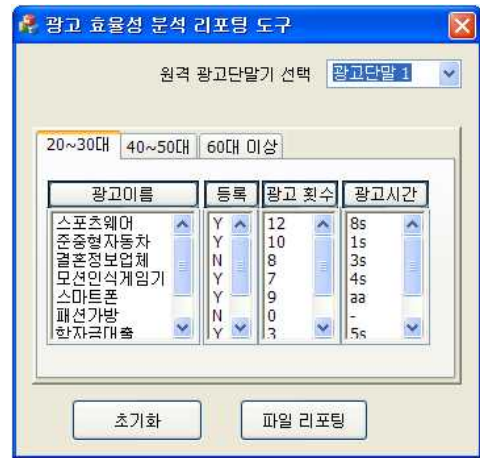 광고 효율성 분석 리포팅 도구
원격 광고단말기 선택 광고단말 1
20~30대 40~50대 60대 이상
광고이름 등록 광고 횟수 광고시간
스포츠웨어 Y 12 8s
준중형자동차 Y 10 1s
결혼정보업체 N 8 3s
모션인식게임기 Y 7 4s
스마트폰 Y 9 aa
패션가방 N 0 -
학자금대출 Y 3 5s
초기화 파일 리포팅